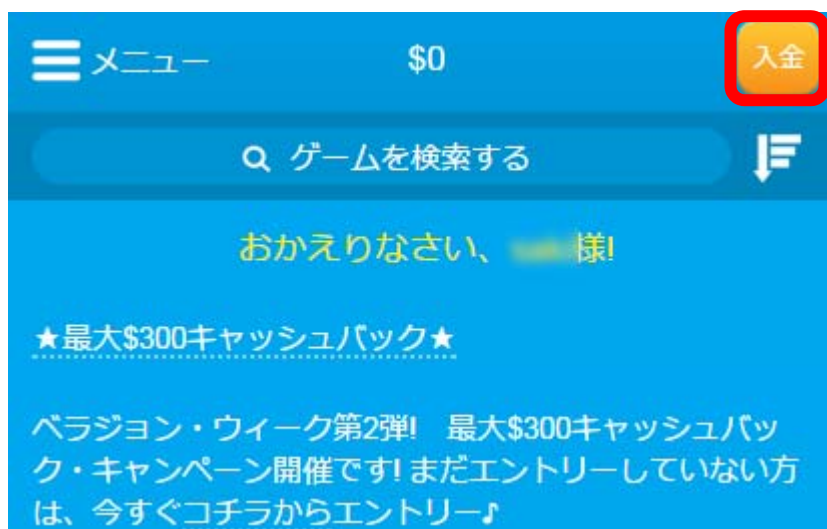 メニュー $0 入金
ゲームを検索する
おかえりなさい、 様!
★最大$300キャッシュバック★
ベラジョン・ウィーク第2弾! 最大$300キャッシュバッ
ク・キャンペーン開催です! まだエントリーしていない方
は、今すぐコチラからエントリー♪